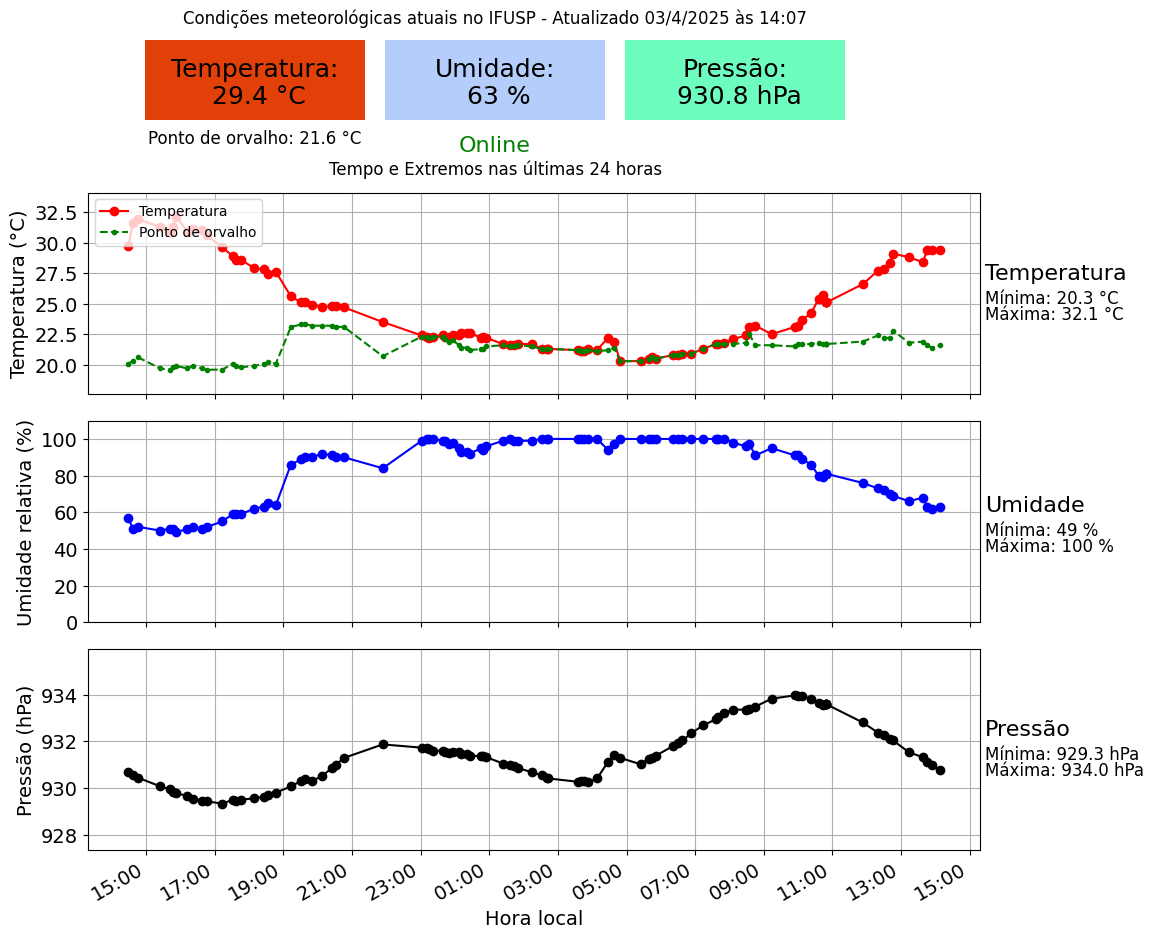 Condições meteorológicas atuais no IFUSP - Atualizado 03/4/2025 às 14:07
Temperatura:
29.4 °C
Umidade:
63 %
Pressão:
930.8 hPa
Ponto de orvalho: 21.6 °C
Online
Tempo e Extremos nas últimas 24 horas
Temperatura (°C)
32.5
30.0
27.5
25.0
22.5
20.0
Temperatura
Ponto de orvalho
Temperatura
Mínima: 20.3 °C
Máxima: 32.1 °C
Umidade relativa (%)
100
80
60
40
20
0
Umidade
Mínima: 49 %
Máxima: 100 %
Pressão (hPa)
934
932
930
928
Pressão
Mínima: 929.3 hPa
Máxima: 934.0 hPa
15:00
17:00
19:00
21:00
23:00
01:00
03:00
05:00
07:00
09:00
11:00
13:00
15:00
Hora local